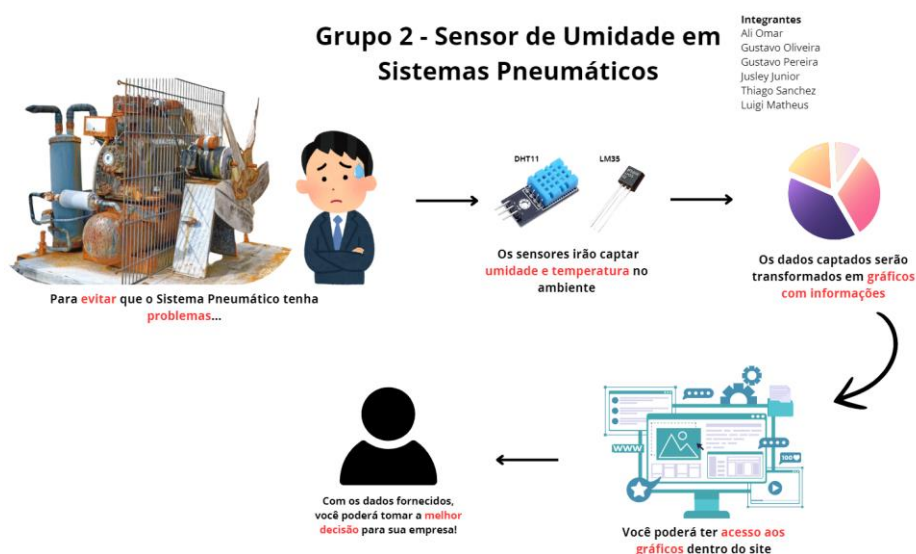 Grupo 2 - Sensor de Umidade em
Sistemas Pneumáticos
Integrantes
Ali Omar
Gustavo Oliveira
Gustavo Pereira
Jusley Junior
Thiago Sanchez
Luigi Matheus
Para evitar que o Sistema Pneumático tenha
problemas...
DHT11
LM35
Os sensores irão captar
umidade e temperatura no
ambiente
Os dados captados serão
transformados em gráficos
com informações
WWW
100
Você poderá ter acesso aos
gráficos dentro do site
Com os dados fornecidos,
você poderá tomar a melhor
decisão para sua empresa!